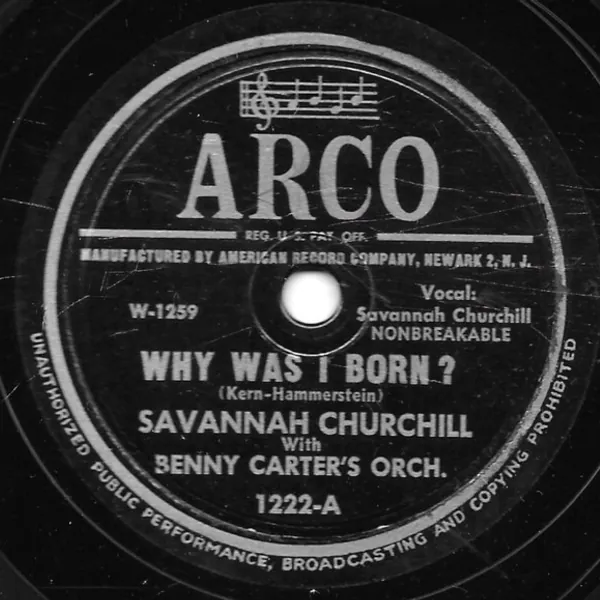 ARCO
REG. U. S. PAT. OFF.
MANUFACTURED BY AMERICAN RECORD COMPANY, NEWARK 2, N. J.
W-1259
Vocal:
Savannah Churchill
NONBREAKABLE
WHY WAS I BORN?
(Kern-Hammerstein)
SAVANNAH CHURCHILL
With
BENNY CARTER'S ORCH.
1222-A
UNAUTHORIZED PUBLIC PERFORMANCE, BROADCASTING AND COPYING PROHIBITED